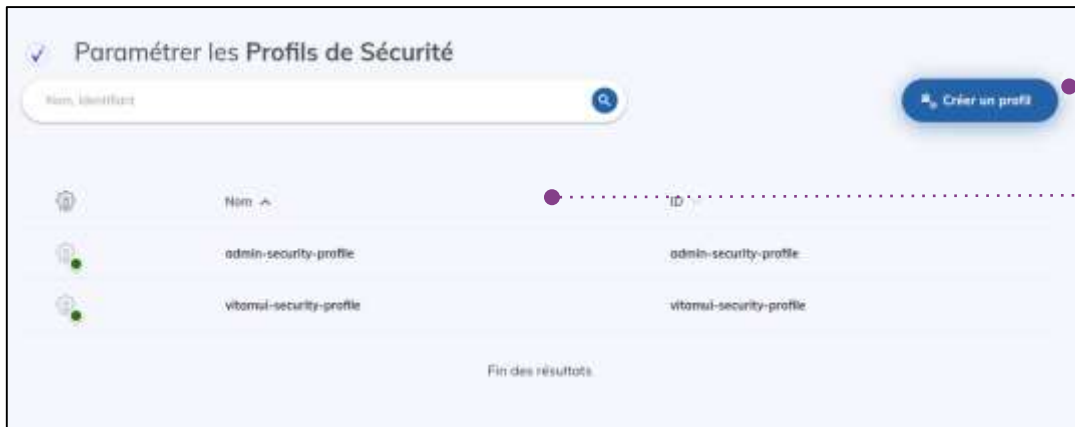 Paramétrer les Profils de Sécurité
Nom, identifiant
Créer un profil
Nom
ID
admin-security-profile
admin-security-profile
vitamui-security-profile
vitamui-security-profile
Fin des résultats